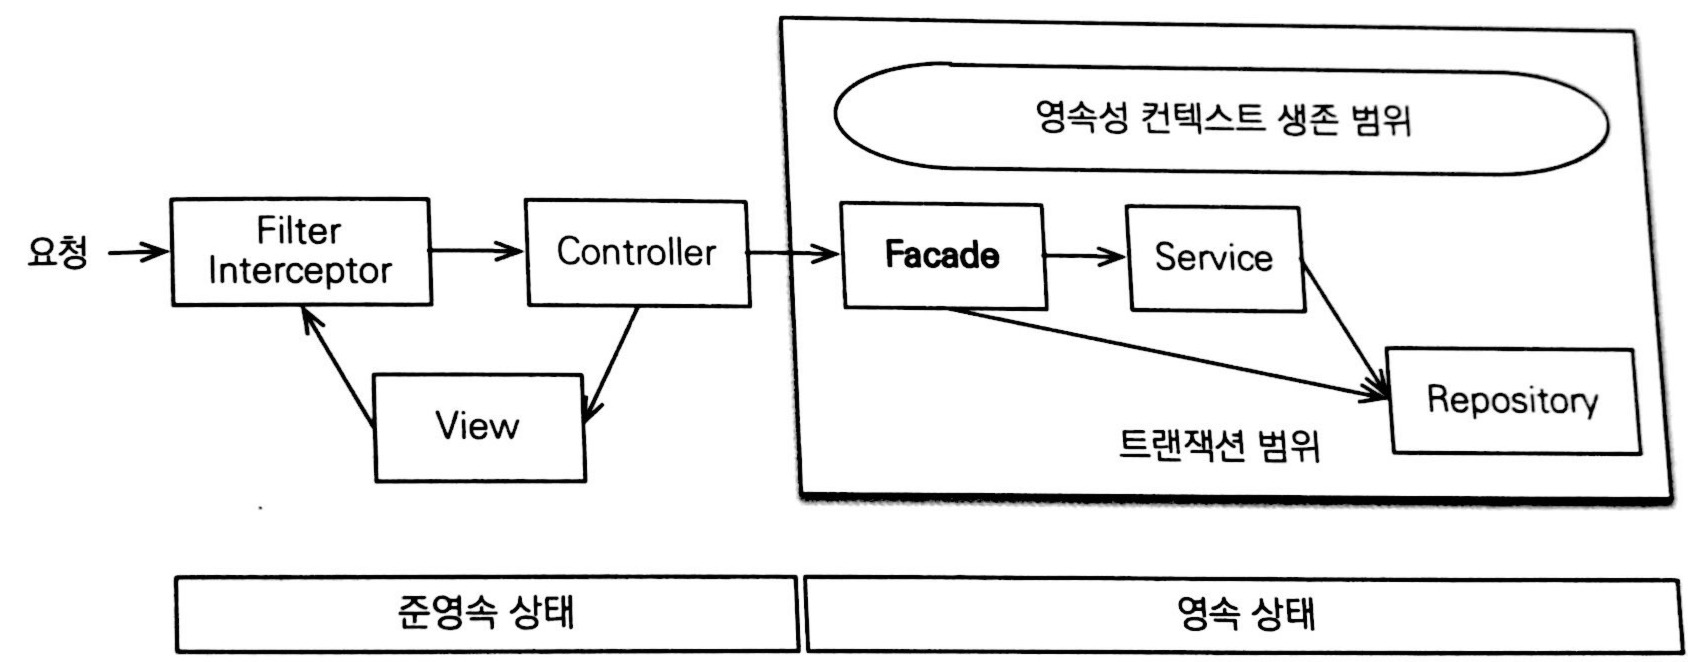 영속성 컨텍스트 생존 범위
요청
Filter
Interceptor
Controller
Facade
Service
View
Repository
트랜잭션 범위
준영속 상태
영속 상태